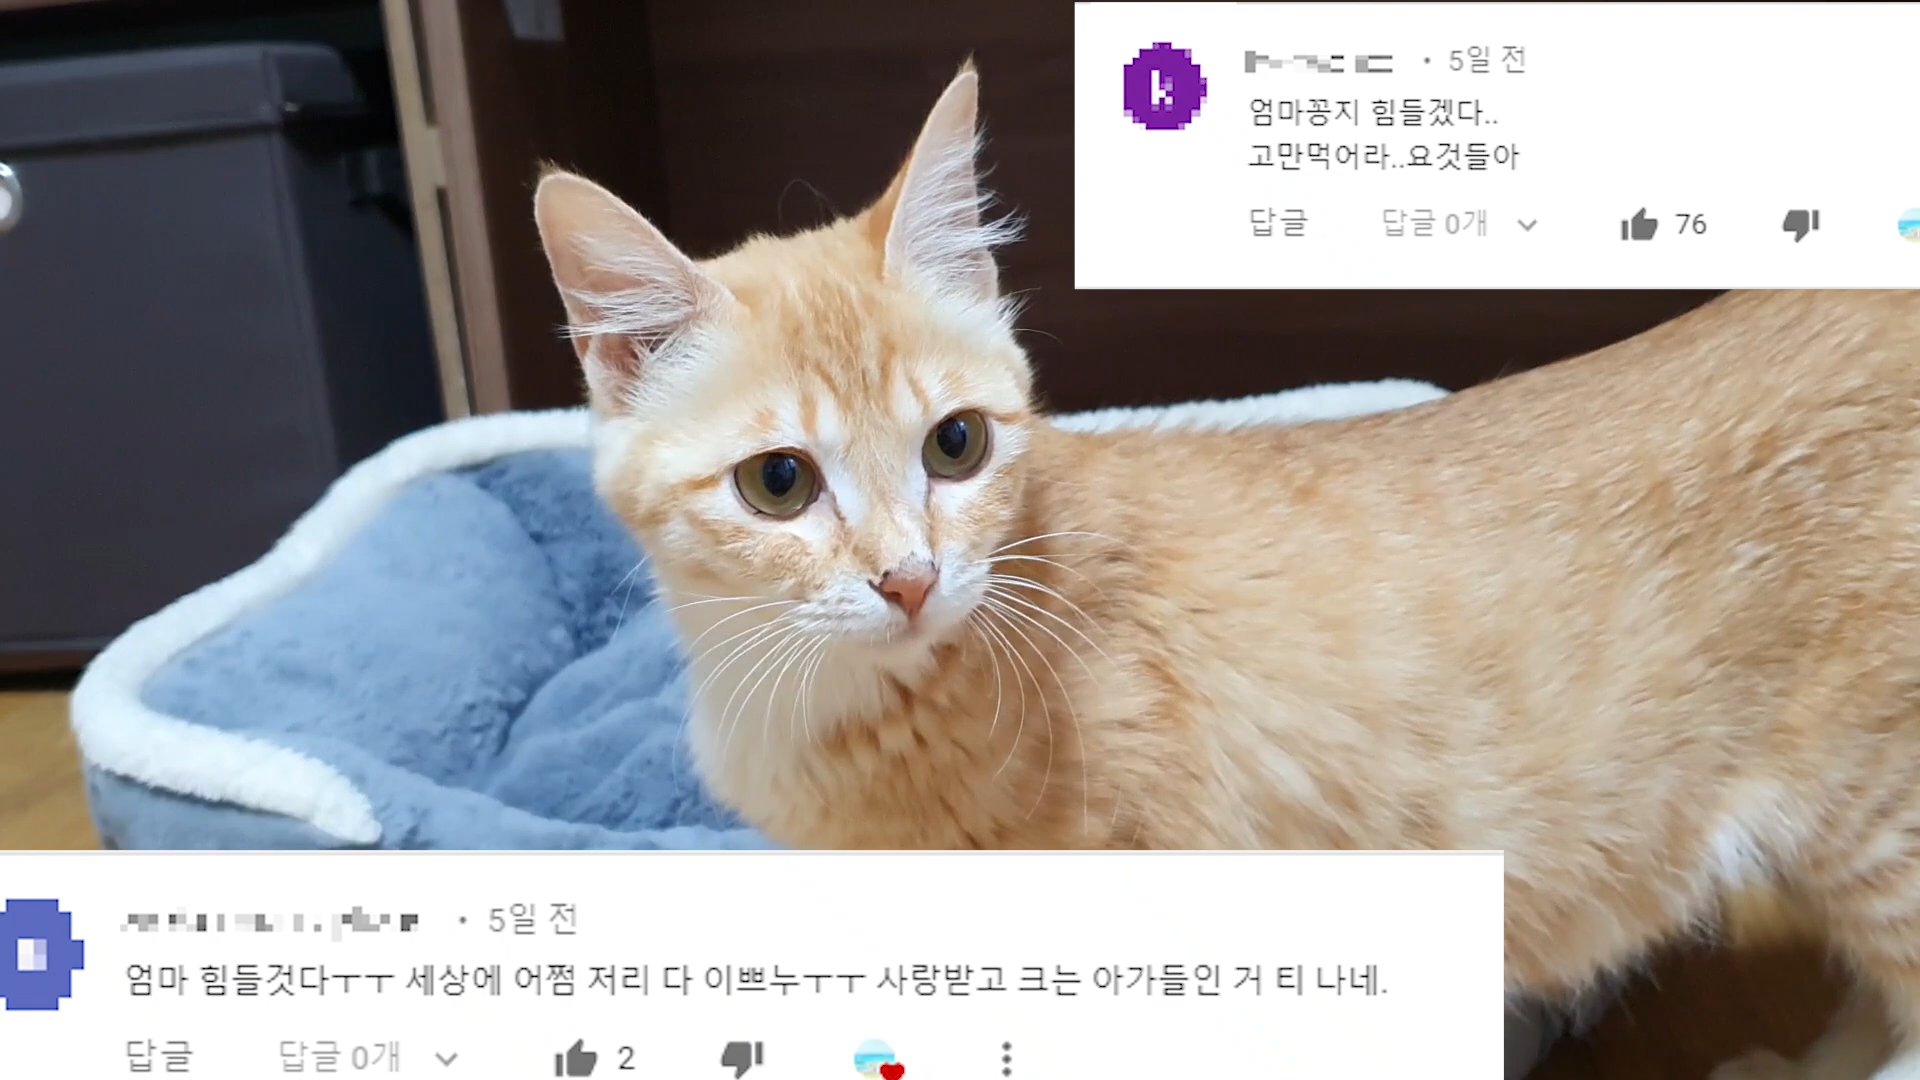 k
5일 전
엄마꽁지 힘들겠다..
고만먹어라..요것들아
답글 답글 0개 76
5일 전
엄마 힘들것다ㅜㅜ 세상에 어쩜 저리 다 이쁘누ㅜㅜ 사랑받고 크는 아가들인 거 티 나네.
답글 답글 0개 2